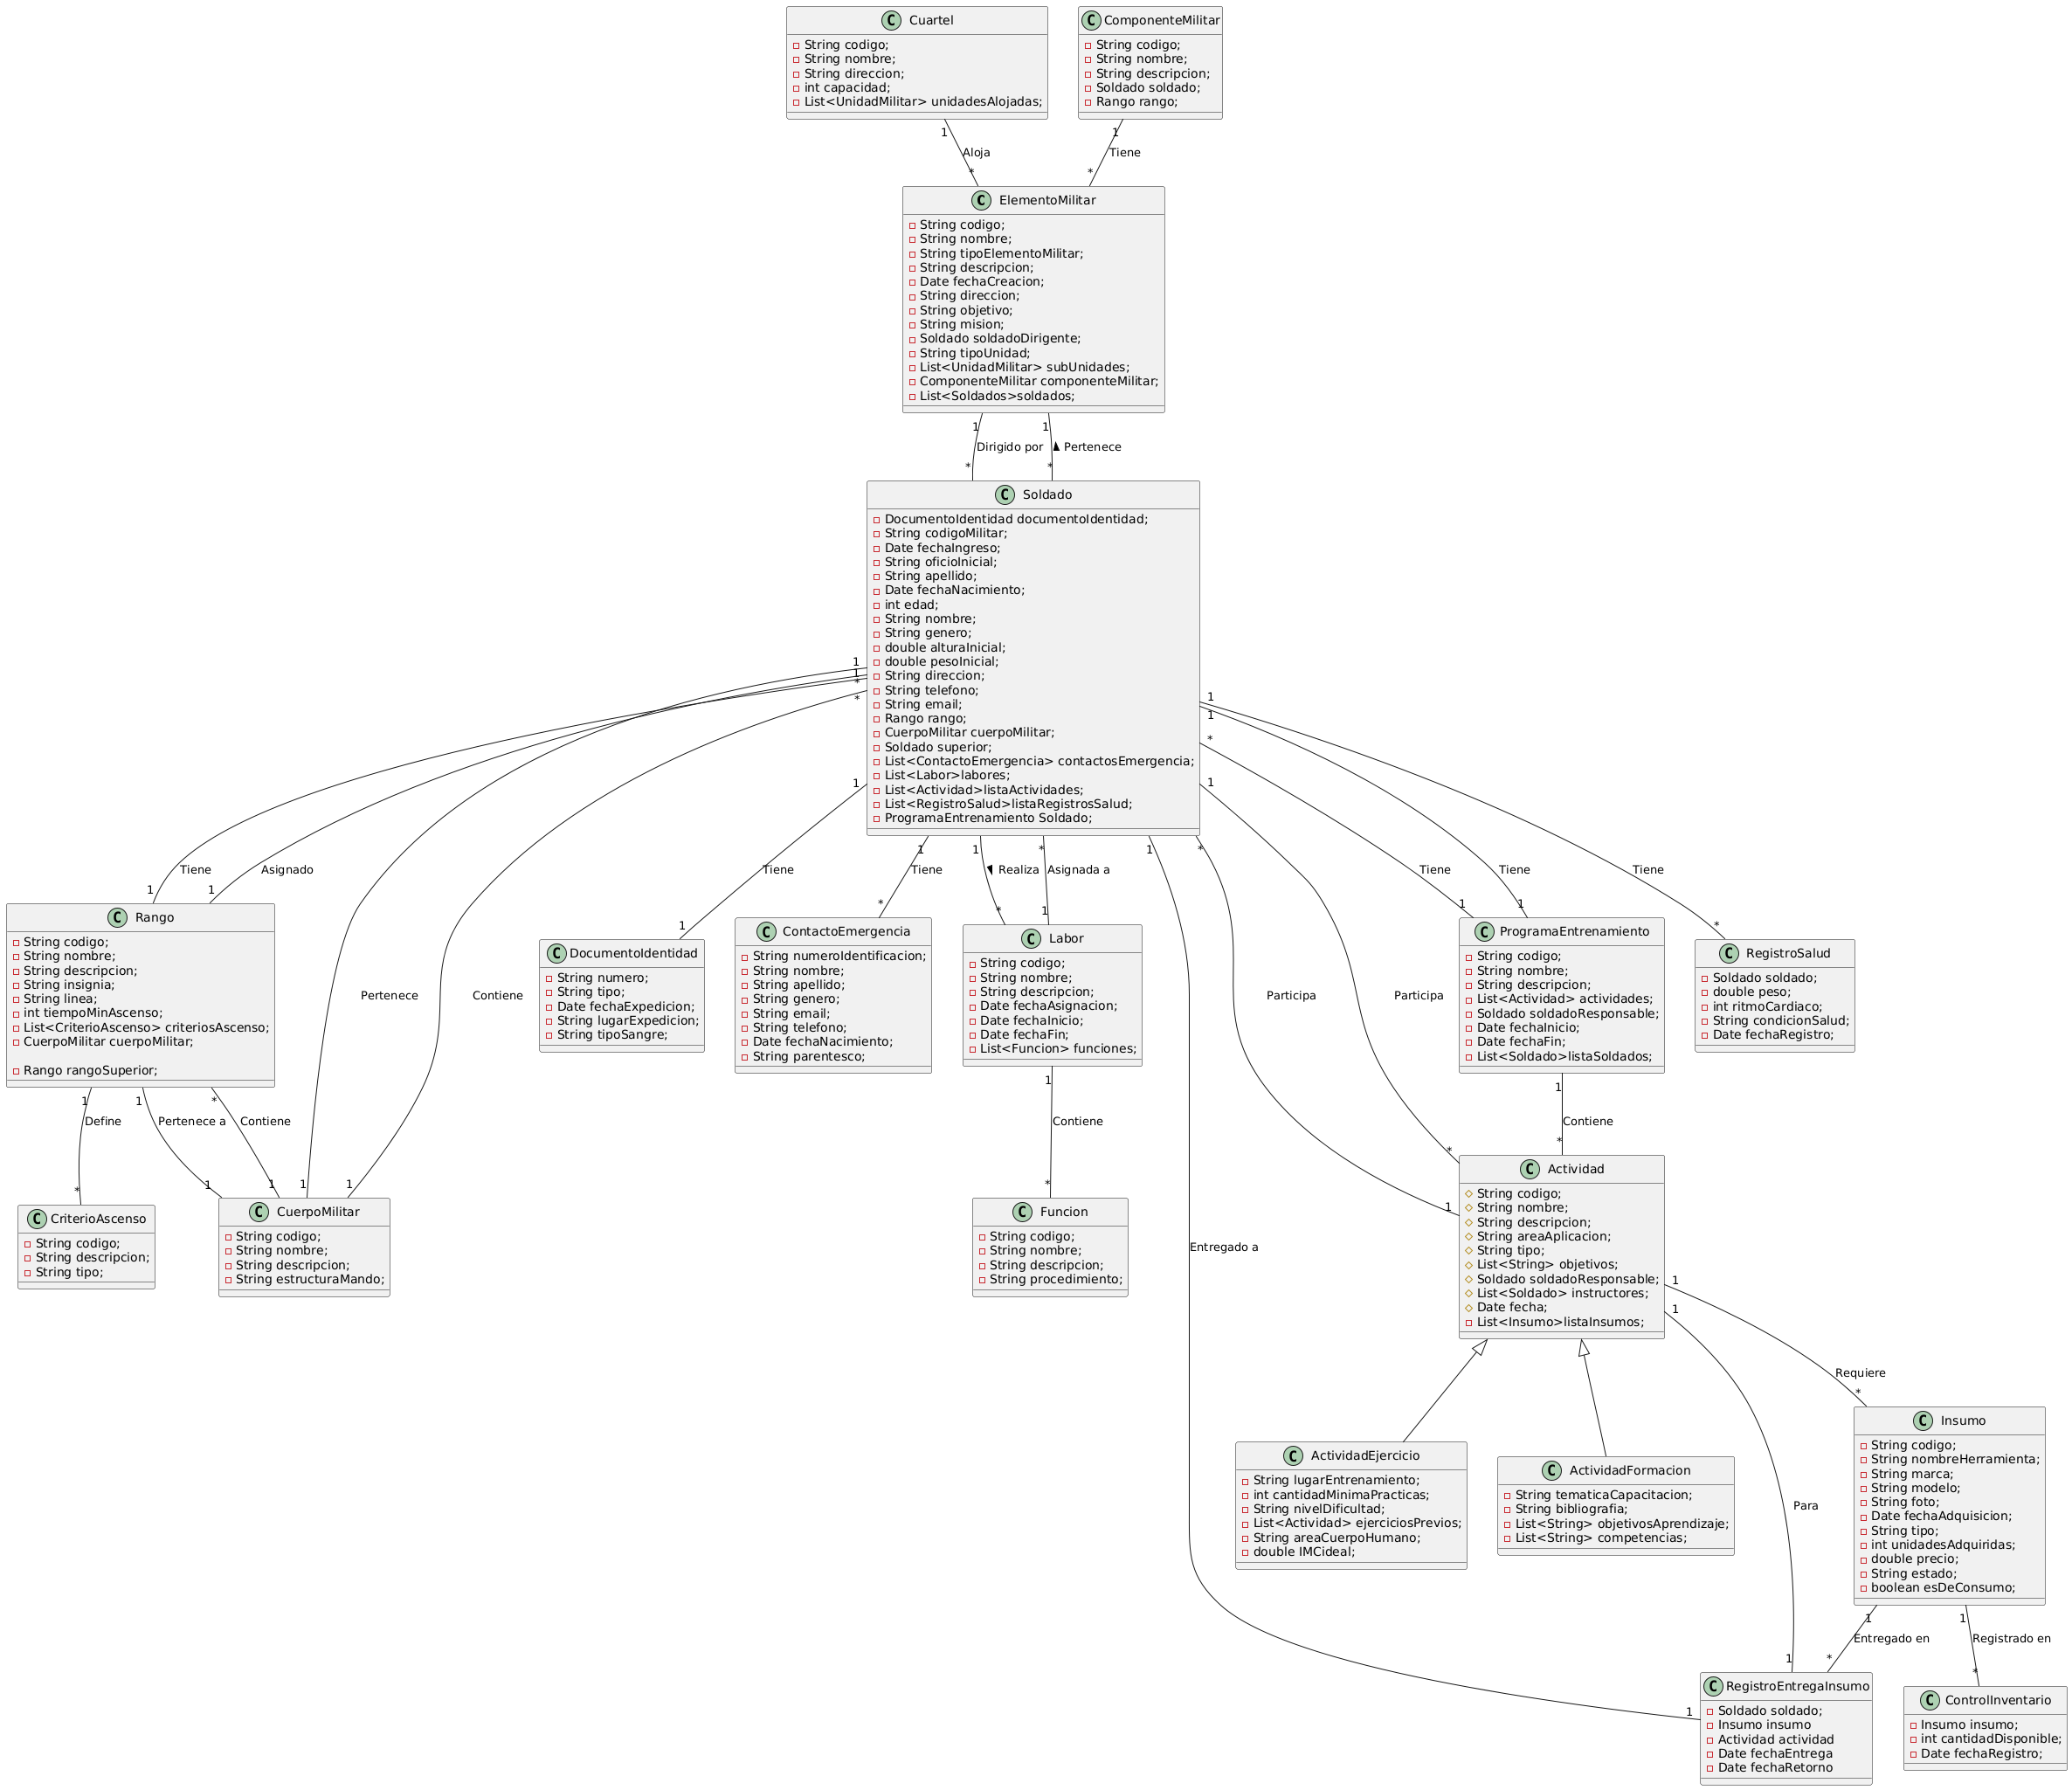 C Cuartel
String codigo;
String nombre;
String direccion;
int capacidad;
List<UnidadMilitar> unidadesAlojadas;
C ComponenteMilitar
String codigo;
String nombre;
String descripcion;
Soldado soldado;
Rango rango;
1
1
Aloja
Tiene
*
*
C ElementoMilitar
String codigo;
String nombre;
String tipoElementoMilitar;
String descripcion;
Date fechaCreacion;
String direccion;
String objetivo;
String mision;
Soldado soldadoDirigente;
String tipoUnidad;
List<UnidadMilitar> subUnidades;
ComponenteMilitar componenteMilitar;
List<Soldados>soldados;
1
1
Dirigido por
Pertenece
*
*
C Soldado
DocumentoIdentidad documentoIdentidad;
String codigoMilitar;
Date fechaIngreso;
String oficioInicial;
String apellido;
Date fechaNacimiento;
int edad;
String nombre;
String genero;
double alturaInicial;
double pesoInicial;
String direccion;
String telefono;
String email;
Rango rango;
CuerpoMilitar cuerpoMilitar;
Soldado superior;
List<ContactoEmergencia> contactosEmergencia;
List<Labor>labores;
List<Actividad>listaActividades;
List<RegistroSalud>listaRegistrosSalud;
ProgramaEntrenamiento Soldado;
1
1
*
*
1
1
1
*
1
1
1
*
1
1
*
Tiene
Asignado
Pertenece
Contiene
Tiene
Tiene
Realiza
Asignada a
Entregado a
Participa
Participa
Tiene
Tiene
Tiene
1
1
1
*
*
1
1
1
*
C Rango
String codigo;
String nombre;
String descripcion;
String insignia;
String linea;
int tiempoMinAscenso;
List<CriterioAscenso> criteriosAscenso;
CuerpoMilitar cuerpoMilitar;
Rango rangoSuperior;
C DocumentoIdentidad
String numero;
String tipo;
Date fechaExpedicion;
String lugarExpedicion;
String tipoSangre;
C ContactoEmergencia
String numeroIdentificacion;
String nombre;
String apellido;
String genero;
String email;
String telefono;
Date fechaNacimiento;
String parentesco;
C Labor
String codigo;
String nombre;
String descripcion;
Date fechaAsignacion;
Date fechaInicio;
Date fechaFin;
List<Funcion> funciones;
C ProgramaEntrenamiento
String codigo;
String nombre;
String descripcion;
List<Actividad> actividades;
Soldado soldadoResponsable;
Date fechaInicio;
Date fechaFin;
List<Soldado>listaSoldados;
C RegistroSalud
Soldado soldado;
double peso;
int ritmoCardiaco;
String condicionSalud;
Date fechaRegistro;
1
1
*
1
1
Define
Pertenece a
Contiene
Contiene
Contiene
*
1
1
1
1
*
*
*
1
C CriterioAscenso
String codigo;
String descripcion;
String tipo;
C CuerpoMilitar
String codigo;
String nombre;
String descripcion;
String estructuraMando;
C Funcion
String codigo;
String nombre;
String descripcion;
String procedimiento;
C Actividad
String codigo;
String nombre;
String descripcion;
String areaAplicacion;
String tipo;
List<String> objetivos;
Soldado soldadoResponsable;
List<Soldado> instructores;
Date fecha;
List<Insumo>listaInsumos;
1
1
Requiere
*
Para
C ActividadEjercicio
String lugarEntrenamiento;
int cantidadMinimaPracticas;
String nivelDificultad;
List<Actividad> ejerciciosPrevios;
String areaCuerpoHumano;
double IMCideal;
C ActividadFormacion
String tematicaCapacitacion;
String bibliografia;
List<String> objetivosAprendizaje;
List<String> competencias;
C Insumo
String codigo;
String nombreHerramienta;
String marca;
String modelo;
String foto;
Date fechaAdquisicion;
String tipo;
int unidadesAdquiridas;
double precio;
String estado;
boolean esDeConsumo;
1
1
Entregado en
Registrado en
1
*
*
1
C RegistroEntregaInsumo
Soldado soldado;
Insumo insumo
Actividad actividad
Date fechaEntrega
Date fechaRetorno
C ControlInventario
Insumo insumo;
int cantidadDisponible;
Date fechaRegistro;